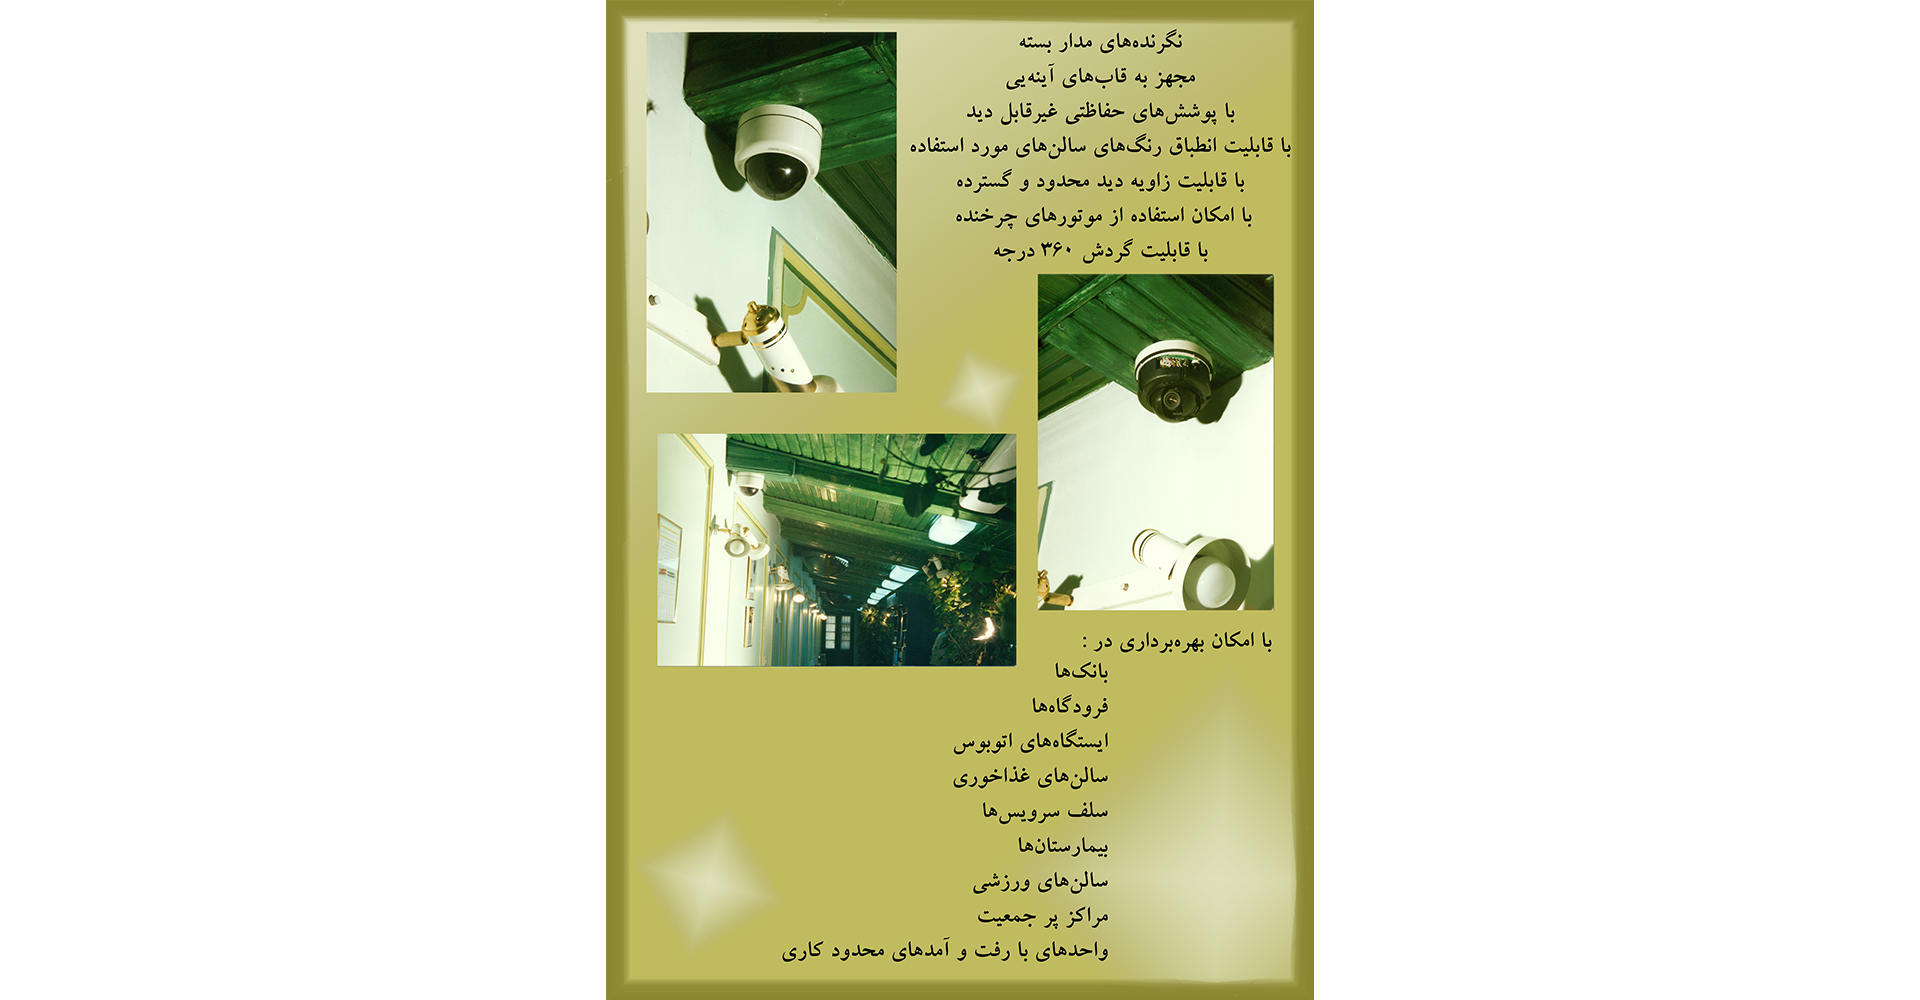 نگرنده‌های مدار بسته
مجهز به قاب‌های آینه‌یی
با پوشش‌های حفاظتی غیرقابل دید
با قابلیت انطباق رنگ‌های سالن‌های مورد استفاده
با قابلیت زاویه دید محدود و گسترده
با امکان استفاده از موتورهای چرخنده
با قابلیت گردش ۳۶۰ درجه
با امکان بهره‌برداری در :
بانک‌ها
فرودگاه‌ها
ایستگاه‌های اتوبوس
سالن‌های غذاخوری
سلف سرویس‌ها
بیمارستان‌ها
سالن‌های ورزشی
مراکز پر جمعیت
واحدهای با رفت و آمدهای محدود کاری